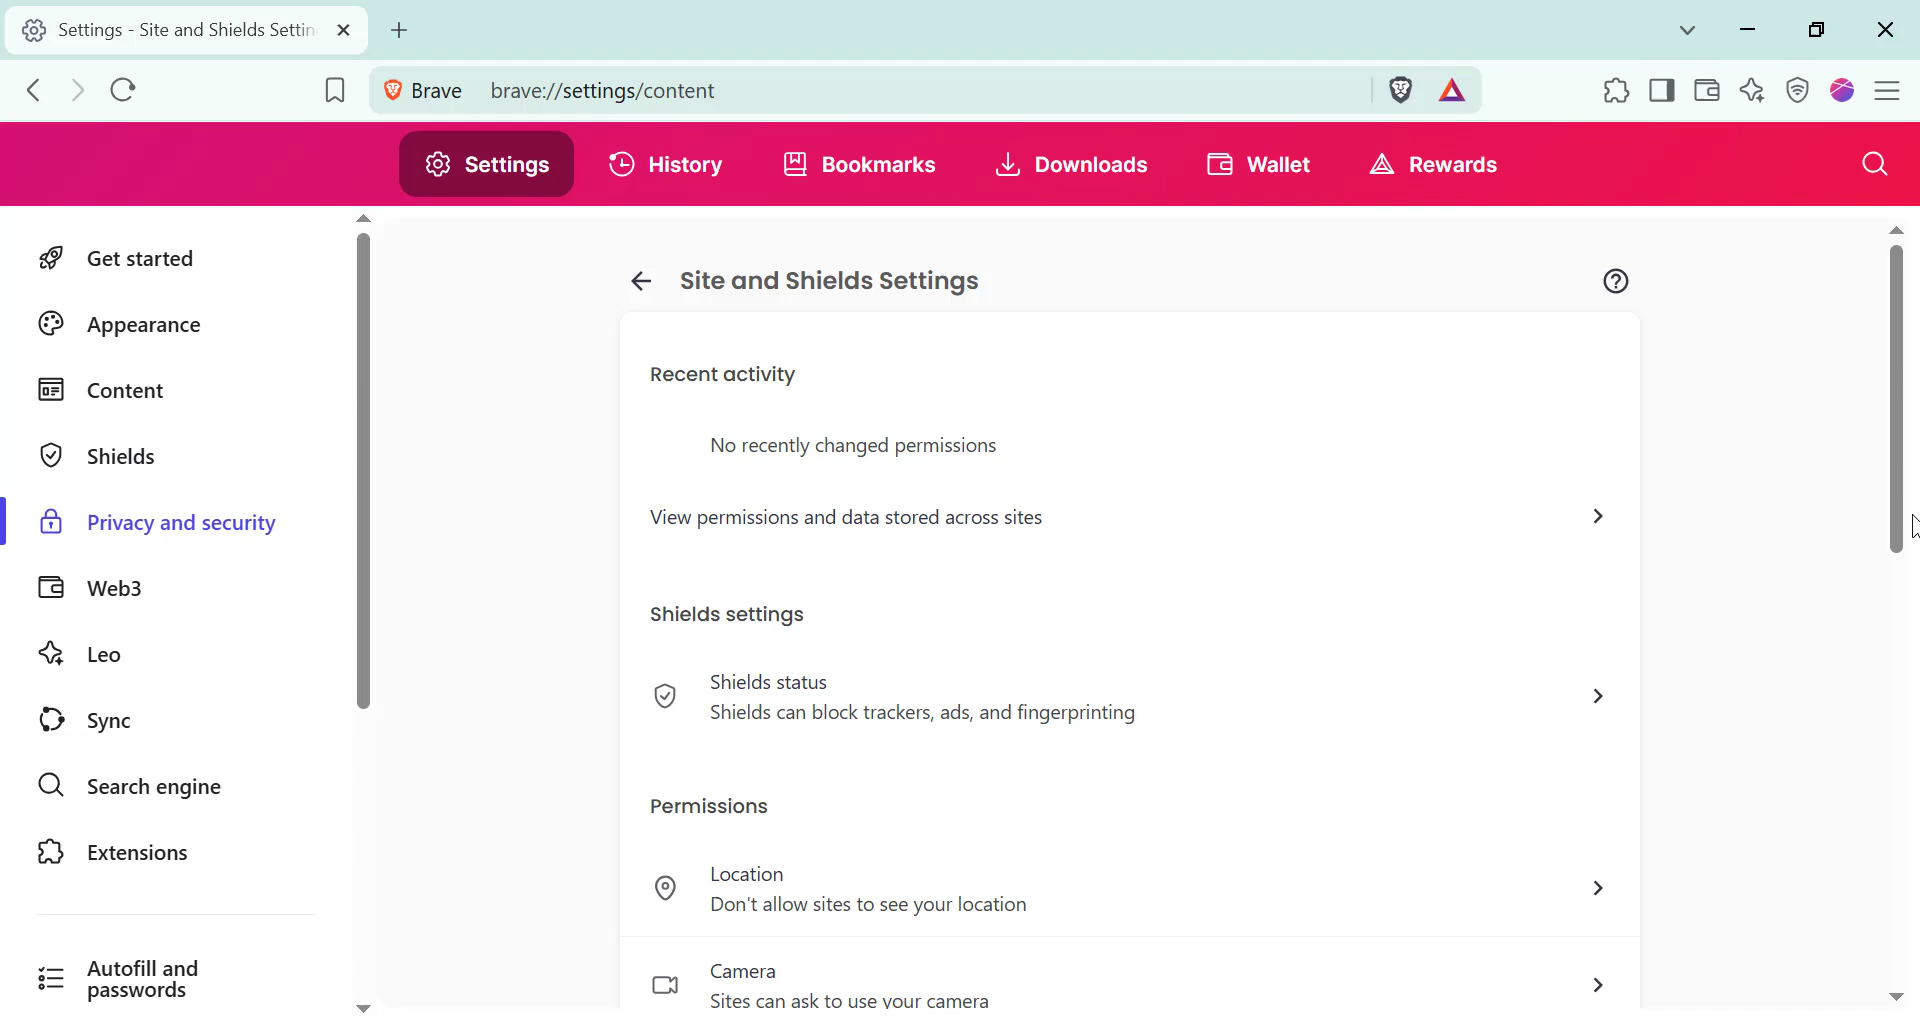 Settings - Site and Shields Settin
Brave brave://settings/content
Settings History Bookmarks Downloads Wallet Rewards
Get started
Appearance
Content
Shields
Privacy and security
Web3
Leo
Sync
Search engine
Extensions
Autofill and
passwords
Site and Shields Settings
Recent activity
No recently changed permissions
View permissions and data stored across sites
Shields settings
Shields status
Shields can block trackers, ads, and fingerprinting
Permissions
Location
Don't allow sites to see your location
Camera
Sites can ask to use your camera